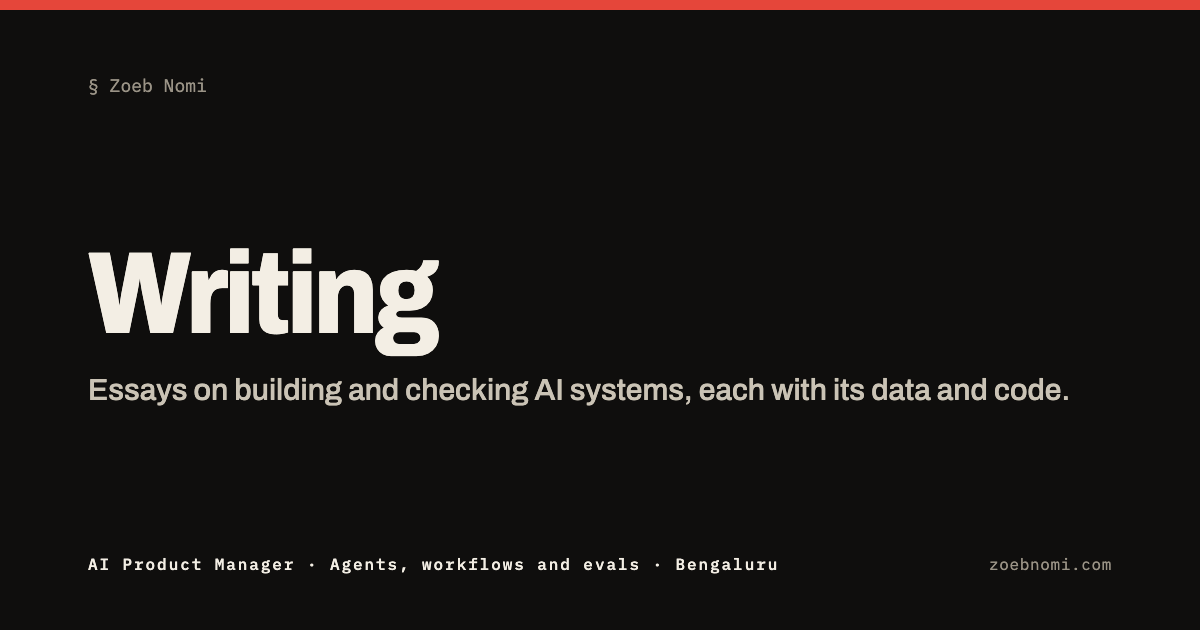 § Zoeb Nomi
Writing
Essays on building and checking AI systems, each with its data and code.
AI Product Manager · Agents, workflows and evals · Bengaluru
zoebnomi.com